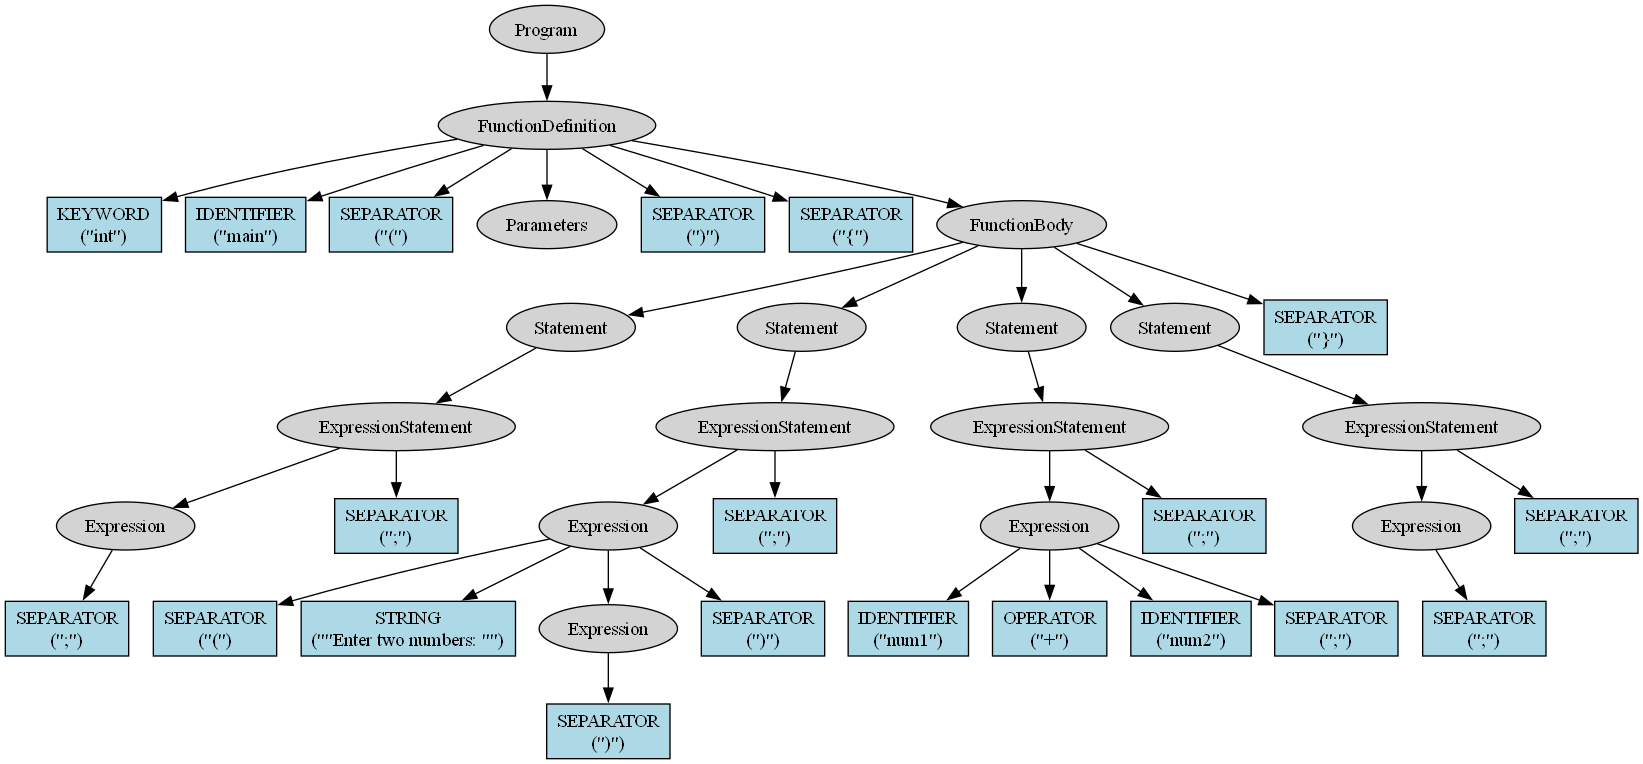 Program
FunctionDefinition
KEYWORD
("int")
IDENTIFIER
("main")
SEPARATOR
("(")
Parameters
SEPARATOR
(")")
SEPARATOR
("{")
FunctionBody
Statement
Statement
Statement
Statement
SEPARATOR
("}")
ExpressionStatement
ExpressionStatement
ExpressionStatement
ExpressionStatement
Expression
SEPARATOR
(";")
Expression
SEPARATOR
(";")
Expression
SEPARATOR
(";")
Expression
SEPARATOR
(";")
SEPARATOR
(";")
SEPARATOR
("(")
STRING
(""Enter two numbers: "")
Expression
SEPARATOR
(")")
IDENTIFIER
("num1")
OPERATOR
("+")
IDENTIFIER
("num2")
SEPARATOR
(";")
SEPARATOR
(";")
SEPARATOR
(")")